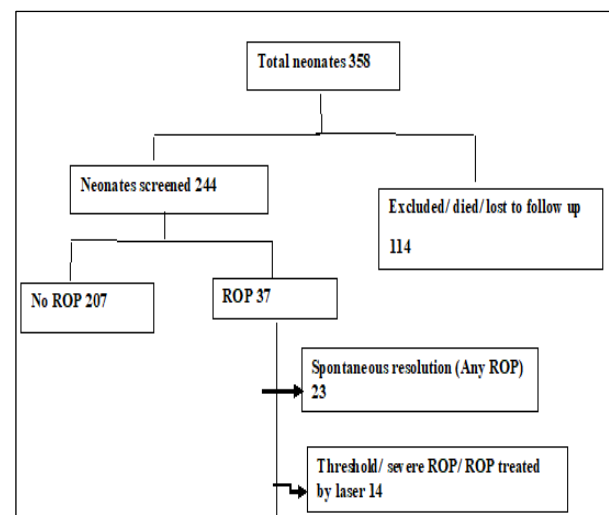 Total neonates 358
Neonates screened 244
Excluded/ died/ lost to follow up
114
No ROP 207
ROP 37
Spontaneous resolution (Any ROP)
23
Threshold/ severe ROP/ ROP treated
by laser 14